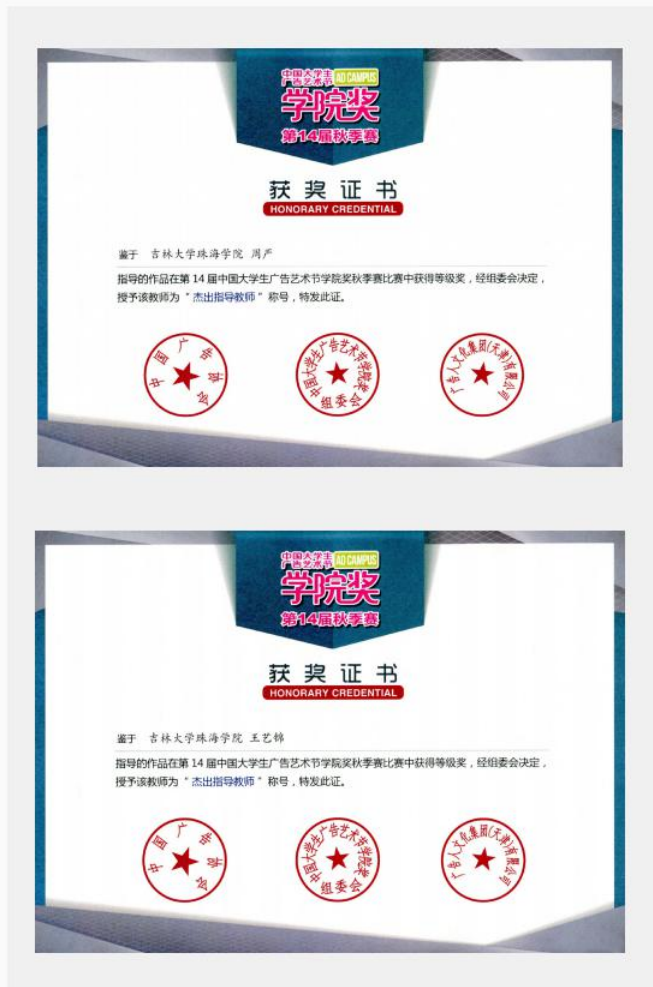 中国大学生
广告艺术节 AD CAMPUS
学院奖
第14届秋季赛
获奖证书
HONORARY CREDENTIAL
鉴于 吉林大学珠海学院 周严
指导的作品在第 14 届中国大学生广告艺术节学院奖秋季赛比赛中获得等级奖，经组委会决定，
授予该教师为“杰出指导教师”称号，特发此证。
中国广告协会
中国大学生广告艺术节学院奖
组委会
广告人文化集团(天津)有限公司
中国大学生
广告艺术节 AD CAMPUS
学院奖
第14届秋季赛
获奖证书
HONORARY CREDENTIAL
鉴于 吉林大学珠海学院 王艺锦
指导的作品在第 14 届中国大学生广告艺术节学院奖秋季赛比赛中获得等级奖，经组委会决定，
授予该教师为“杰出指导教师”称号，特发此证。
中国广告协会
中国大学生广告艺术节学院奖
组委会
广告人文化集团(天津)有限公司